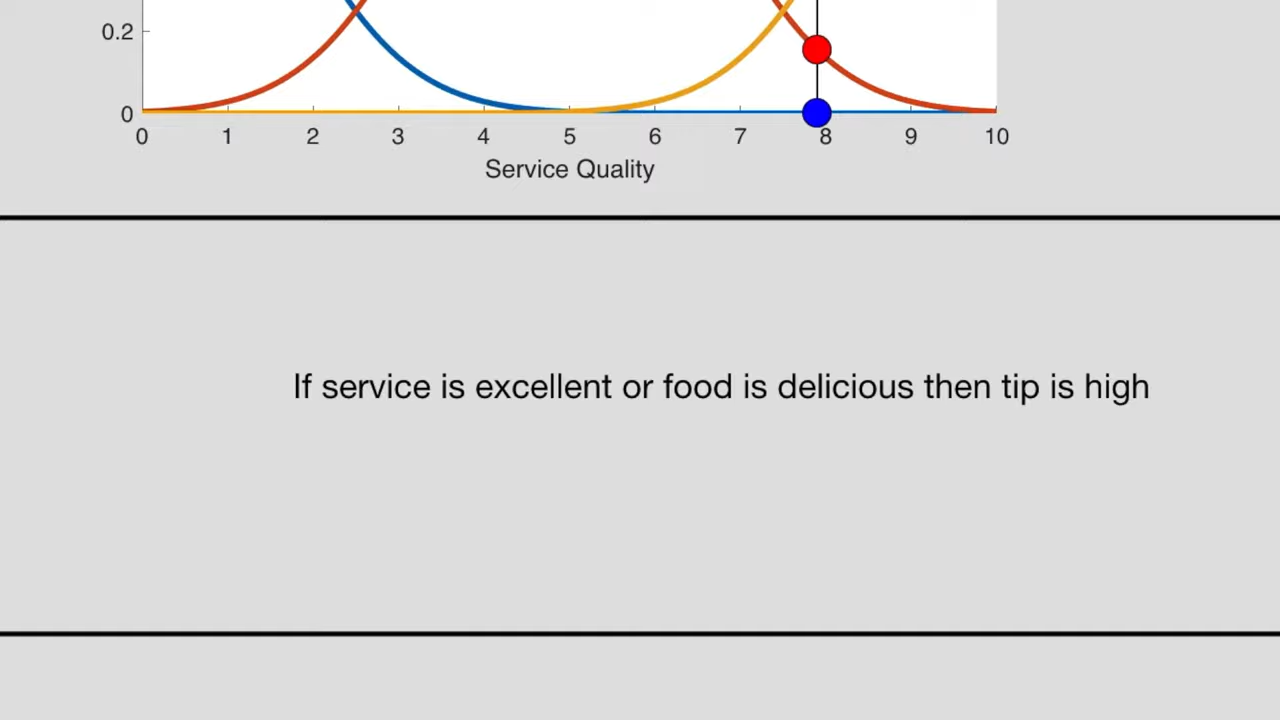 0.2
0
0 1 2 3 4 5 6 7 8 9 10
Service Quality
If service is excellent or food is delicious then tip is high